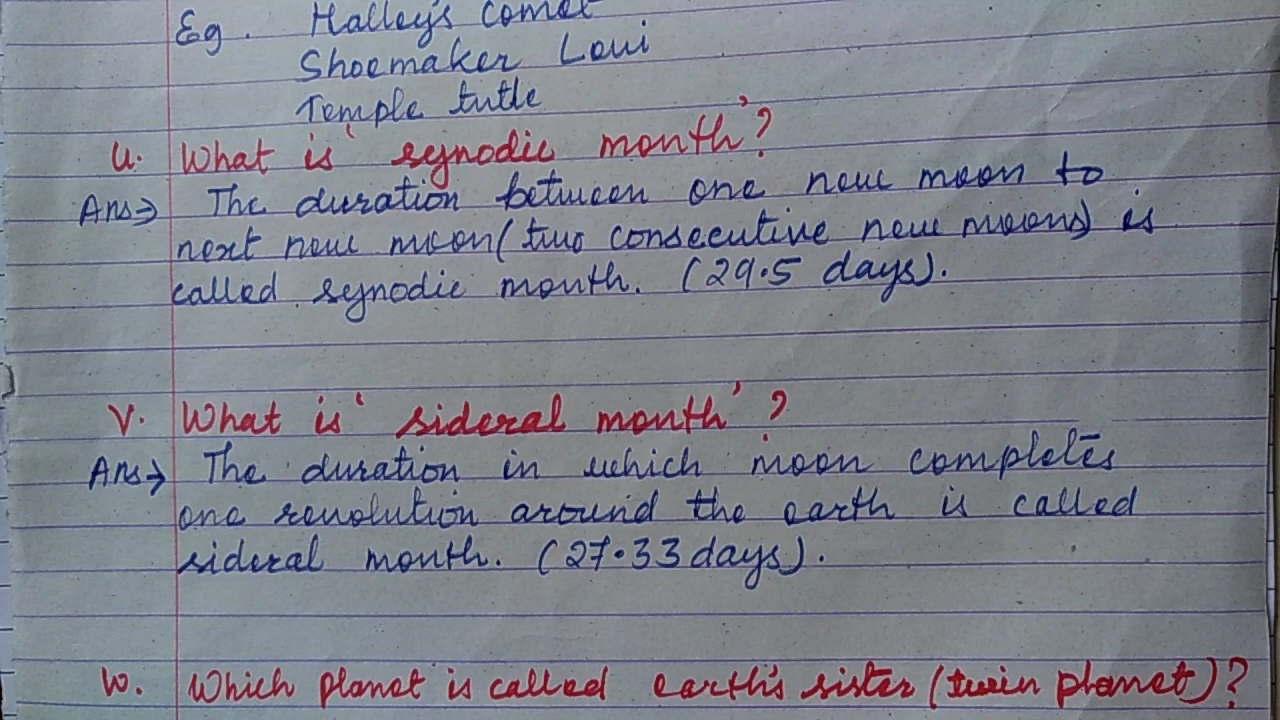 Eg. Halley's Comet
Shoemaker Loui
Temple tutle
U. What is 'synodic month'?
Ans⇒ The duration between one new moon to
next new moon (two consecutive new moons) is
called synodic month. (29.5 days).
V. What is 'sideral month'?
Ans→ The duration in which moon completes
one revolution around the earth is called
sideral month. (27.33 days).
W. Which planet is called earth's sister (twin planet)?